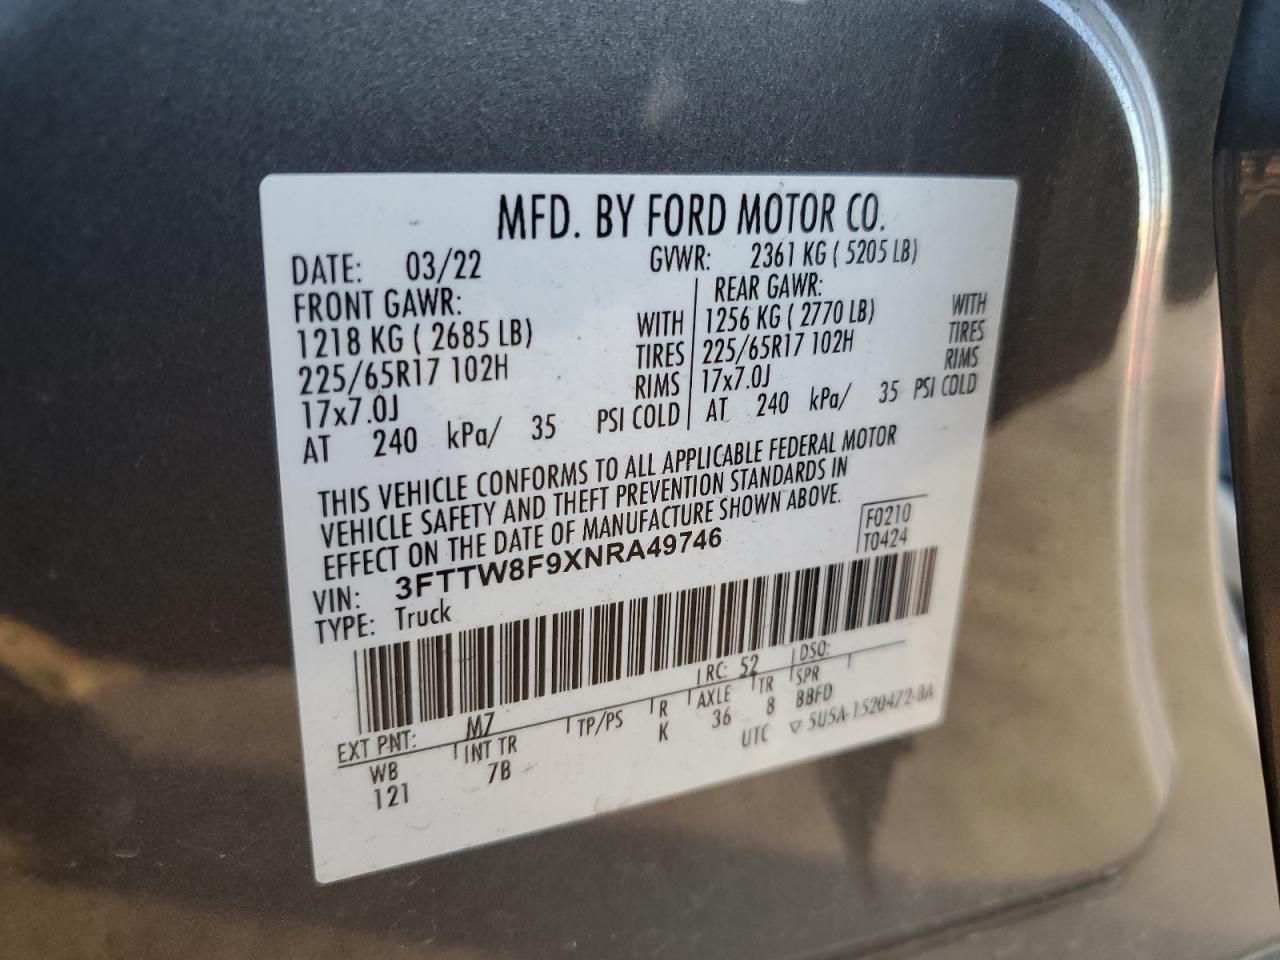 MFD. BY FORD MOTOR CO.
DATE: 03/22 GVWR: 2361 KG ( 5205 LB)
FRONT GAWR: REAR GAWR:
1218 KG ( 2685 LB) WITH 1256 KG ( 2770 LB) WITH
225/65R17 102H TIRES 225/65R17 102H TIRES
17x7.0J RIMS 17x7.0J RIMS
AT 240 kPa/ 35 PSI COLD AT 240 kPa/ 35 PSI COLD
THIS VEHICLE CONFORMS TO ALL APPLICABLE FEDERAL MOTOR
VEHICLE SAFETY AND THEFT PREVENTION STANDARDS IN
EFFECT ON THE DATE OF MANUFACTURE SHOWN ABOVE.
F0210
T0424
VIN: 3FTTW8F9XNRA49746
TYPE: Truck
EXT PNT: M7 RC: 52 DSO:
WB INT TR TP/PS R AXLE TR SPR
121 7B K 36 8 BBFD
UTC ▽ 5U5A-1520472-BA